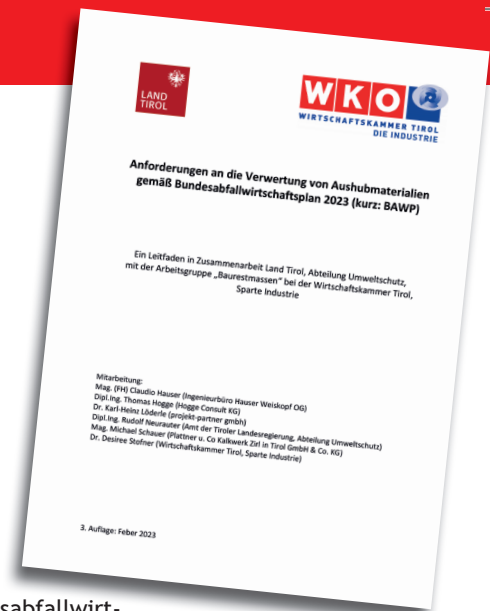 LAND
TIROL
WKO
WIRTSCHAFTSKAMMER TIROL
DIE INDUSTRIE
Anforderungen an die Verwertung von Aushubmaterialien
gemäß Bundesabfallwirtschaftsplan 2023 (kurz: BAWP)
Ein Leitfaden in Zusammenarbeit Land Tirol, Abteilung Umweltschutz,
mit der Arbeitsgruppe „Baurestmassen" bei der Wirtschaftskammer Tirol,
Sparte Industrie
Mitarbeitung:
Mag. (FH) Claudio Hauser (Ingenieurbüro Hauser Weiskopf OG)
Dipl.Ing. Thomas Hogge (Hogge Consult KG)
Dr. Karl-Heinz Löderle (projekt-partner gmbh)
Dipl.Ing. Rudolf Neurauter (Amt der Tiroler Landesregierung, Abteilung Umweltschutz)
Mag. Michael Schauer (Plattner u. Co Kalkwerk Zirl in Tirol GmbH & Co. KG)
Dr. Desiree Stofner (Wirtschaftskammer Tirol, Sparte Industrie)
3. Auflage: Feber 2023
sabfallwirt-